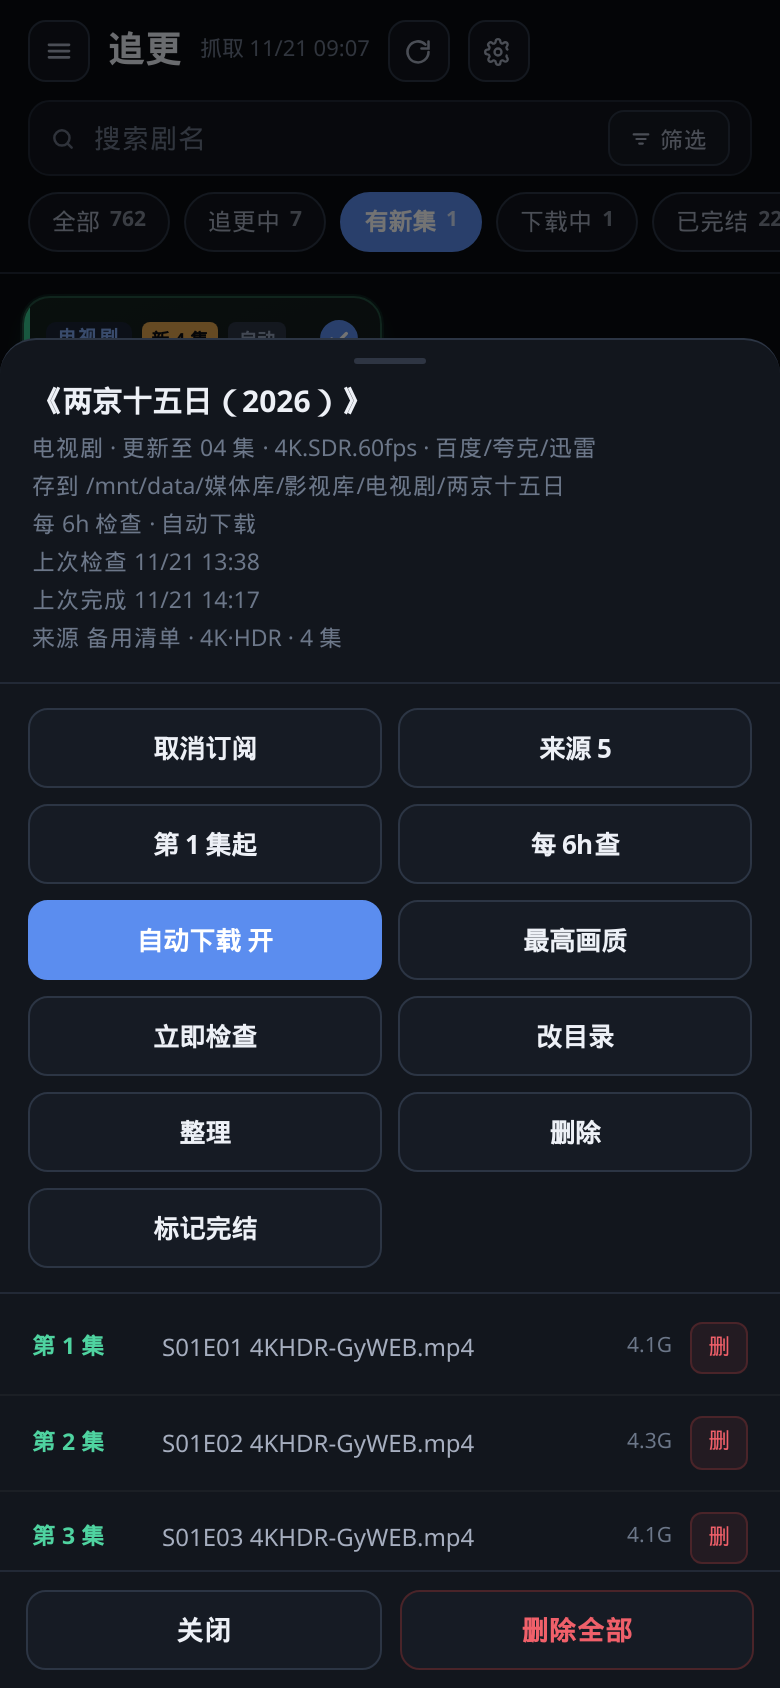 追更 抓取 11/21 09:07
搜索剧名 筛选
全部 762 追更中 7 有新集 1 下载中 1 已完结 22
电视剧 新 4 集 自动
《两京十五日（2026）》
电视剧 · 更新至 04 集 · 4K.SDR.60fps · 百度/夸克/迅雷
存到 /mnt/data/媒体库/影视库/电视剧/两京十五日
每 6h 检查 · 自动下载
上次检查 11/21 13:38
上次完成 11/21 14:17
来源 备用清单 · 4K·HDR · 4 集
取消订阅 来源 5
第 1 集起 每 6h查
自动下载 开 最高画质
立即检查 改目录
整理 删除
标记完结
第 1 集 S01E01 4KHDR-GyWEB.mp4 4.1G 删
第 2 集 S01E02 4KHDR-GyWEB.mp4 4.3G 删
第 3 集 S01E03 4KHDR-GyWEB.mp4 4.1G 删
关闭 删除全部